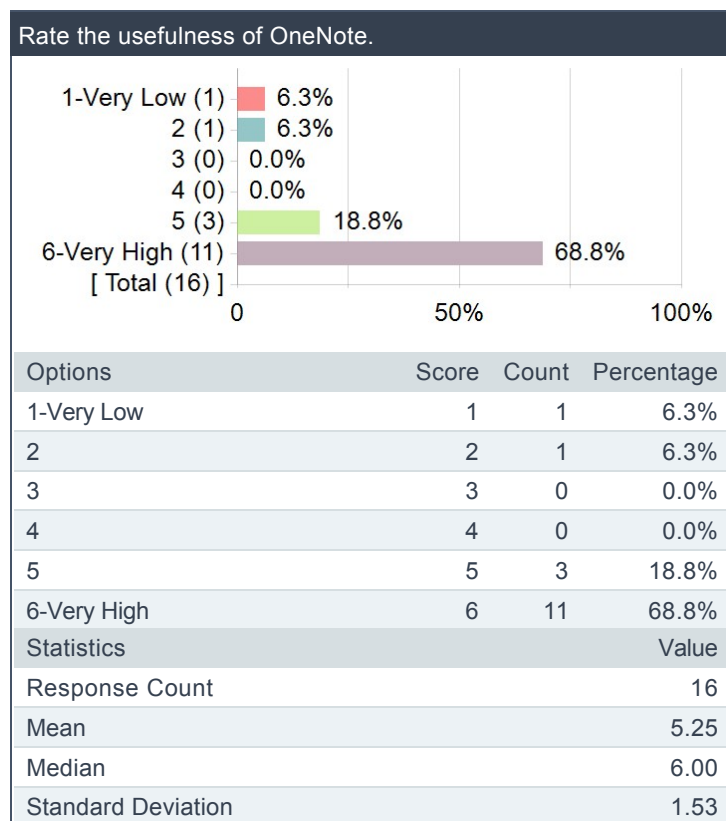 Rate the usefulness of OneNote.
1-Very Low (1) 6.3%
2 (1) 6.3%
3 (0) 0.0%
4 (0) 0.0%
5 (3) 18.8%
6-Very High (11) 68.8%
[ Total (16) ]
0 50% 100%
Options Score Count Percentage
1-Very Low 1 1 6.3%
2 2 1 6.3%
3 3 0 0.0%
4 4 0 0.0%
5 5 3 18.8%
6-Very High 6 11 68.8%
Statistics Value
Response Count 16
Mean 5.25
Median 6.00
Standard Deviation 1.53